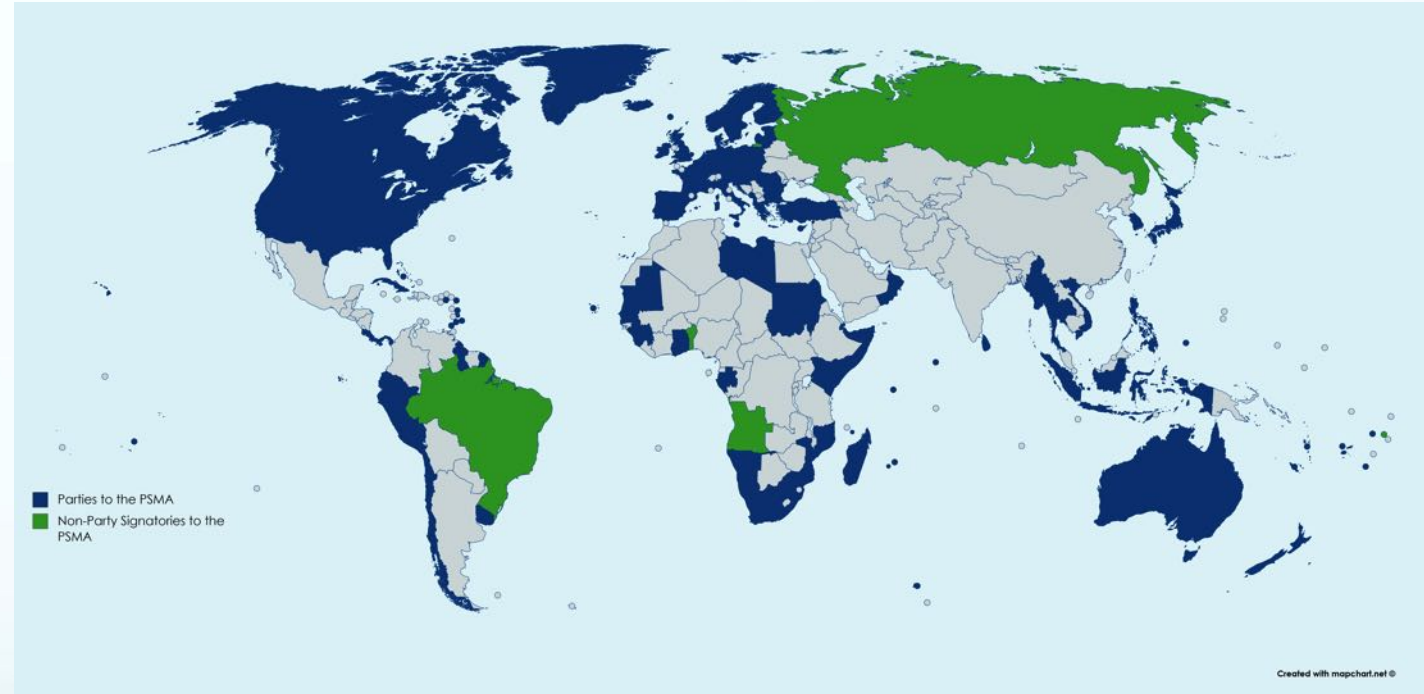 Parties to the PSMA
Non-Party Signatories to the
PSMA
Created with mapchart.net ©